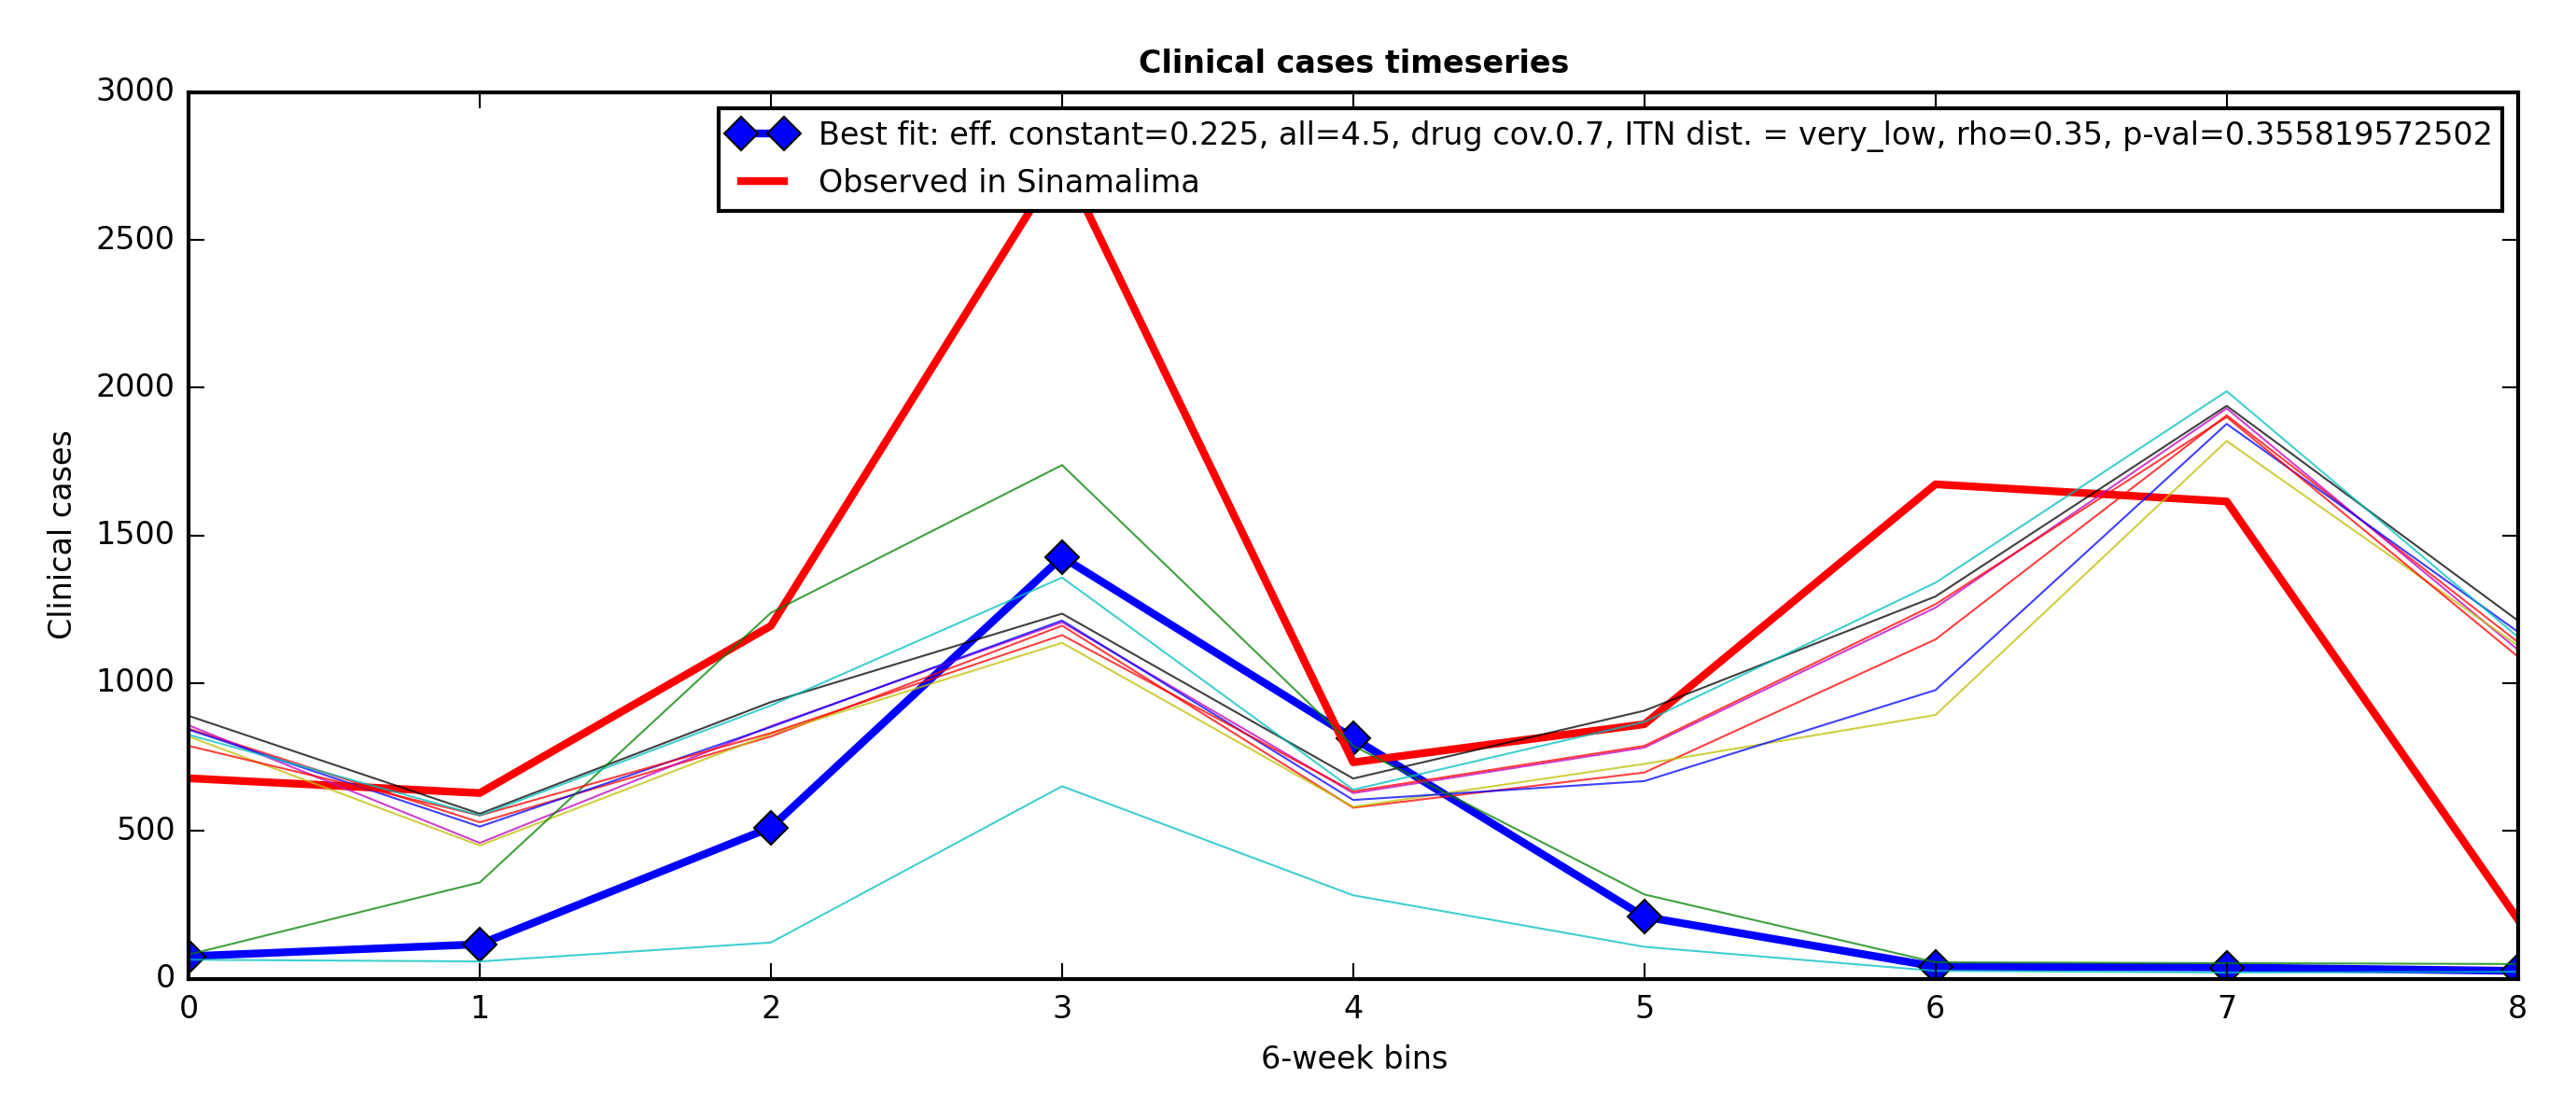 Clinical cases timeseries
Best fit: eff. constant=0.225, all=4.5, drug cov.0.7, ITN dist. = very_low, rho=0.35, p-val=0.355819572502
Observed in Sinamalima
3000
2500
2000
1500
1000
500
0
Clinical cases
0 1 2 3 4 5 6 7 8
6-week bins